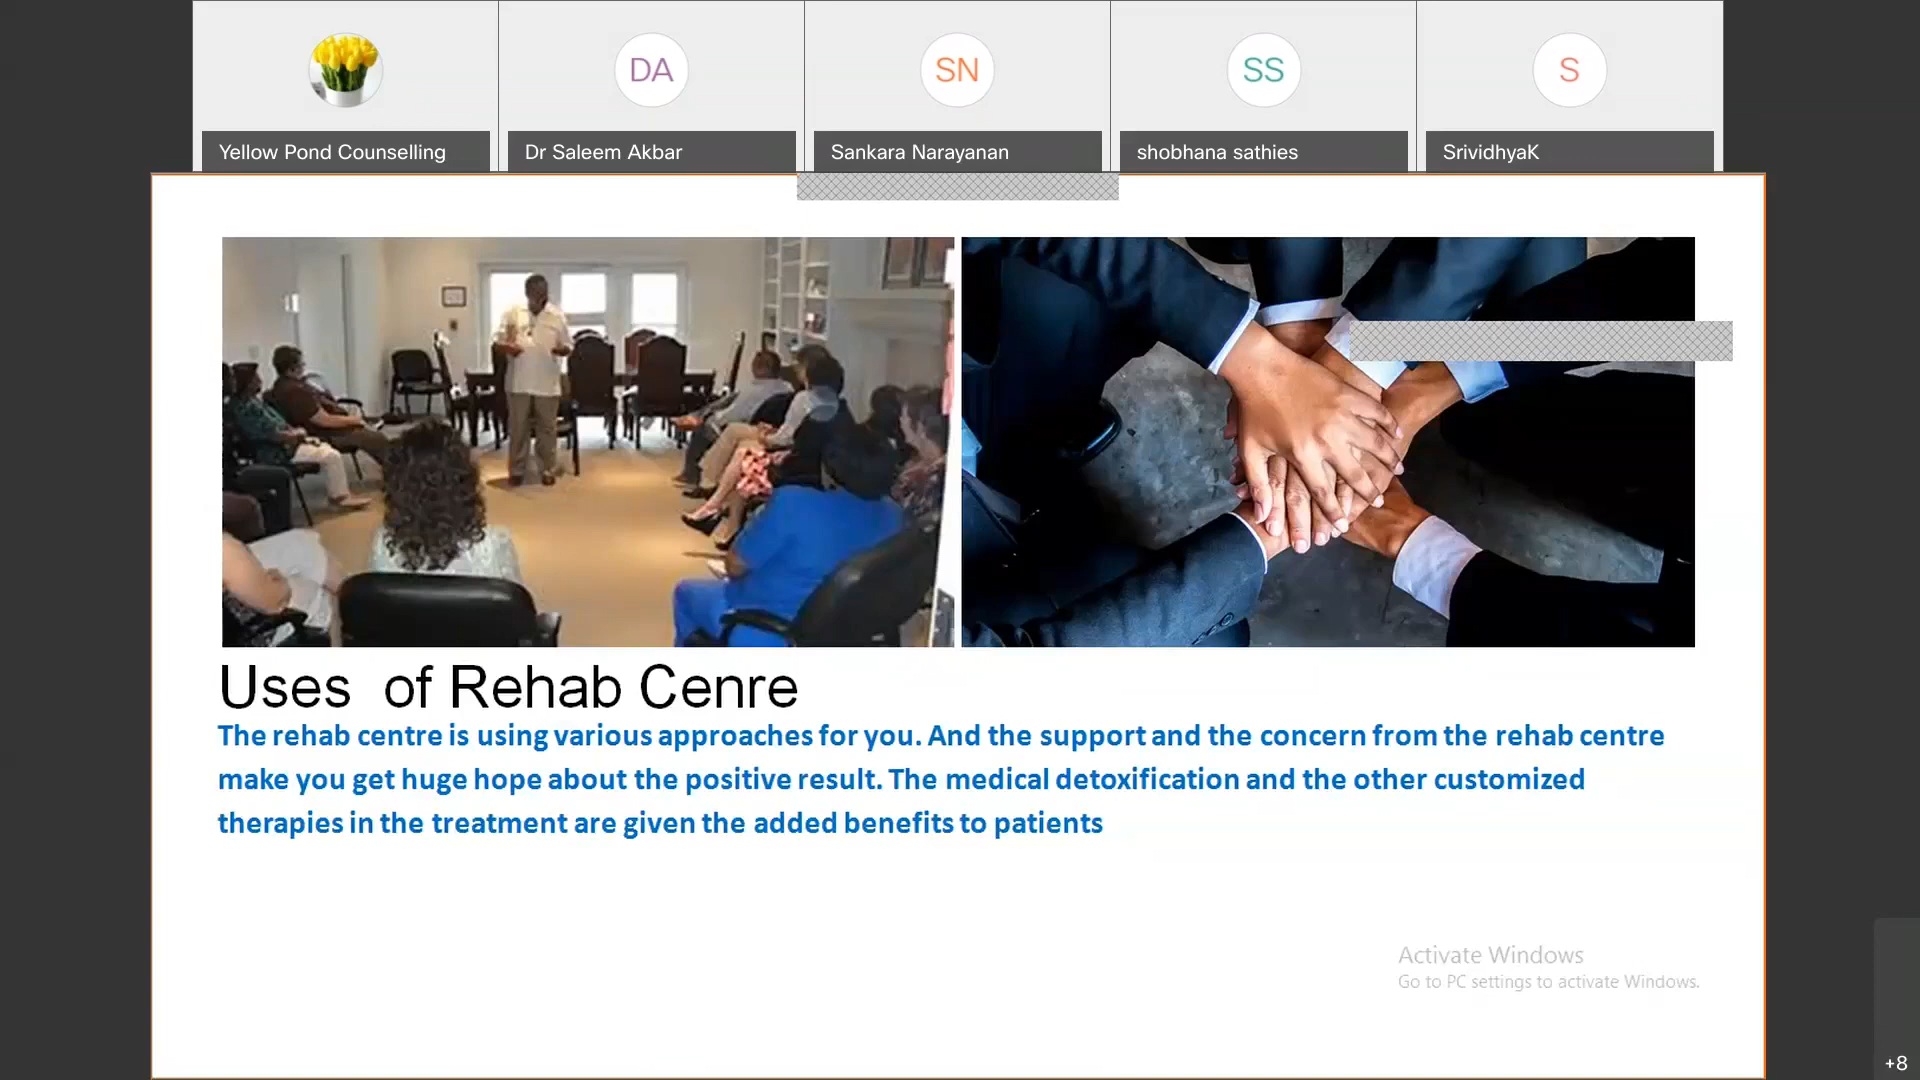 DA
SN
SS
S
Yellow Pond Counselling
Dr Saleem Akbar
Sankara Narayanan
shobhana sathies
SrividhyaK
Uses of Rehab Cenre
The rehab centre is using various approaches for you. And the support and the concern from the rehab centre
make you get huge hope about the positive result. The medical detoxification and the other customized
therapies in the treatment are given the added benefits to patients
Activate Windows
Go to PC settings to activate Windows.
+8